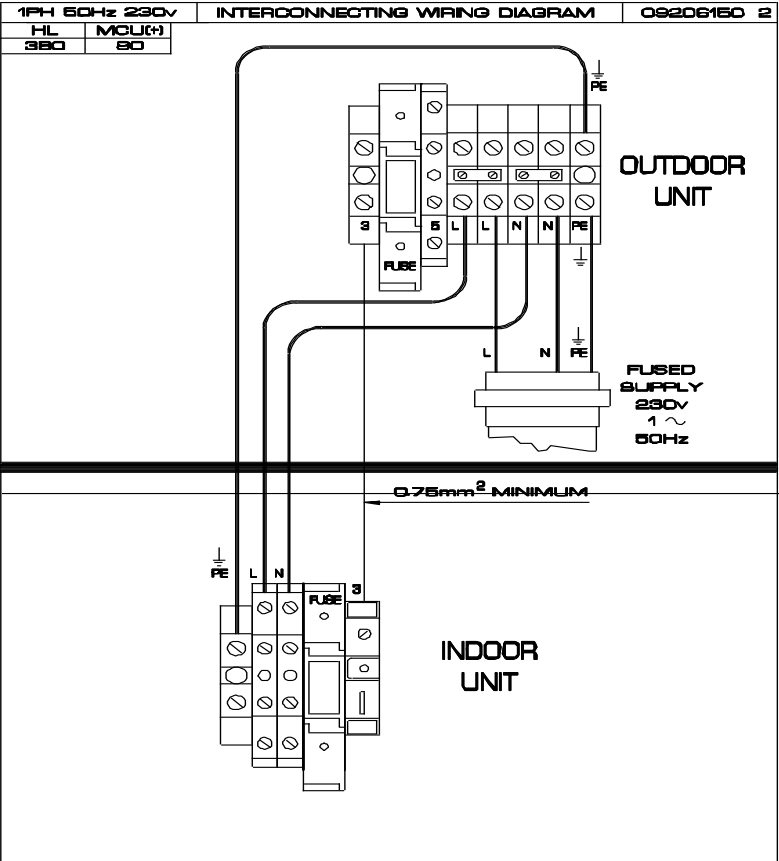 1PH 50Hz 230v INTERCONNECTING WIRING DIAGRAM 09206150 2
HL MCU(+)
380 80
PE
OUTDOOR
UNIT
3 5 L L N N PE
FUSE
L N PE
FUSED
SUPPLY
230v
1 ~
50Hz
0.75mm² MINIMUM
PE L N 3
FUSE
INDOOR
UNIT